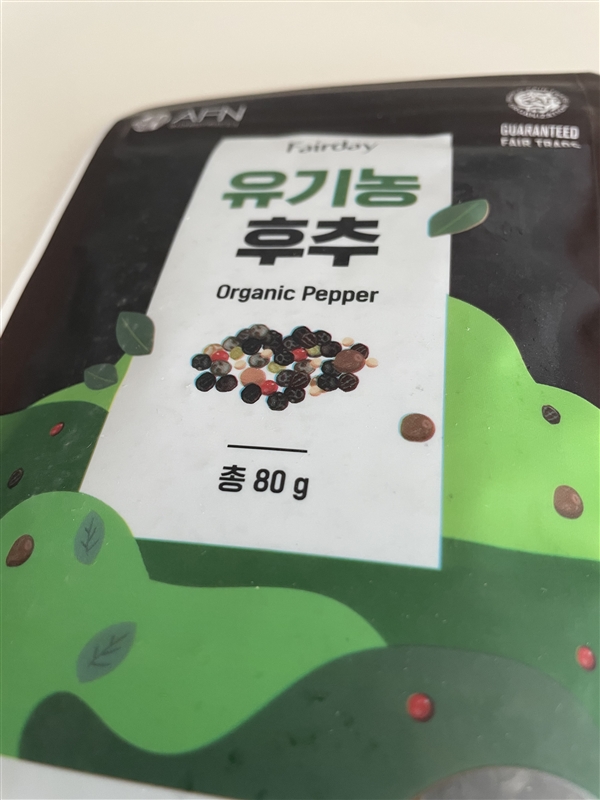 AFN
GUARANTEED
FAIR TRADE
Fairday
유기농
후추
Organic Pepper
총 80 g